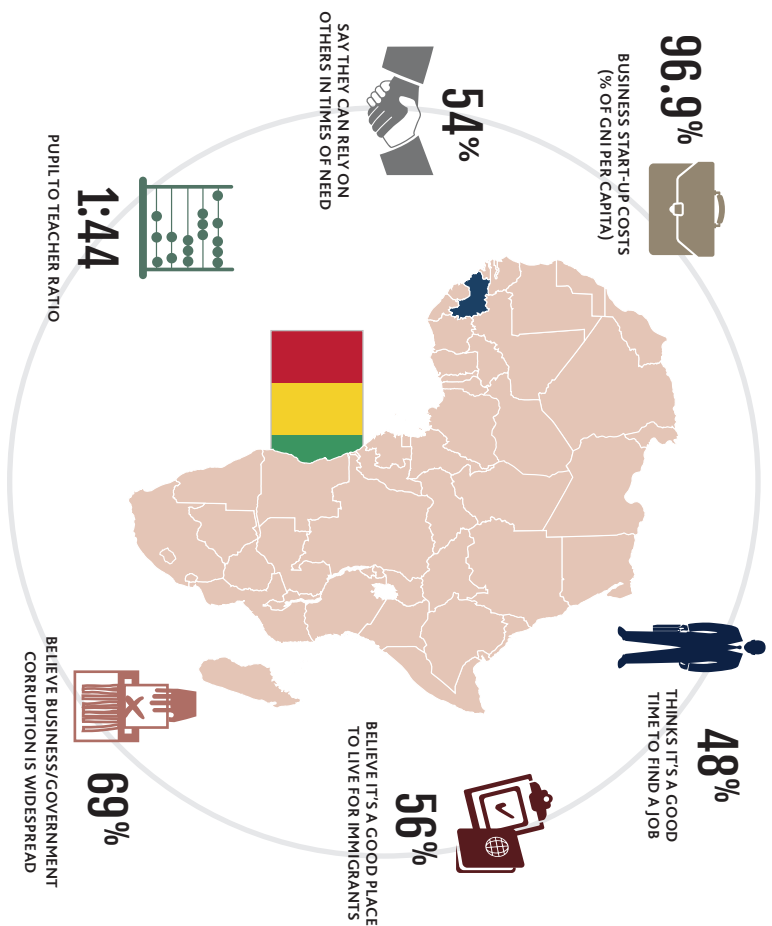 96.9%
BUSINESS START-UP COSTS
(% OF GNI PER CAPITA)
48%
THINKS IT'S A GOOD
TIME TO FIND A JOB
54%
SAY THEY CAN RELY ON
OTHERS IN TIMES OF NEED
56%
BELIEVE IT'S A GOOD PLACE
TO LIVE FOR IMMIGRANTS
1:44
PUPIL TO TEACHER RATIO
69%
BELIEVE BUSINESS/GOVERNMENT
CORRUPTION IS WIDESPREAD